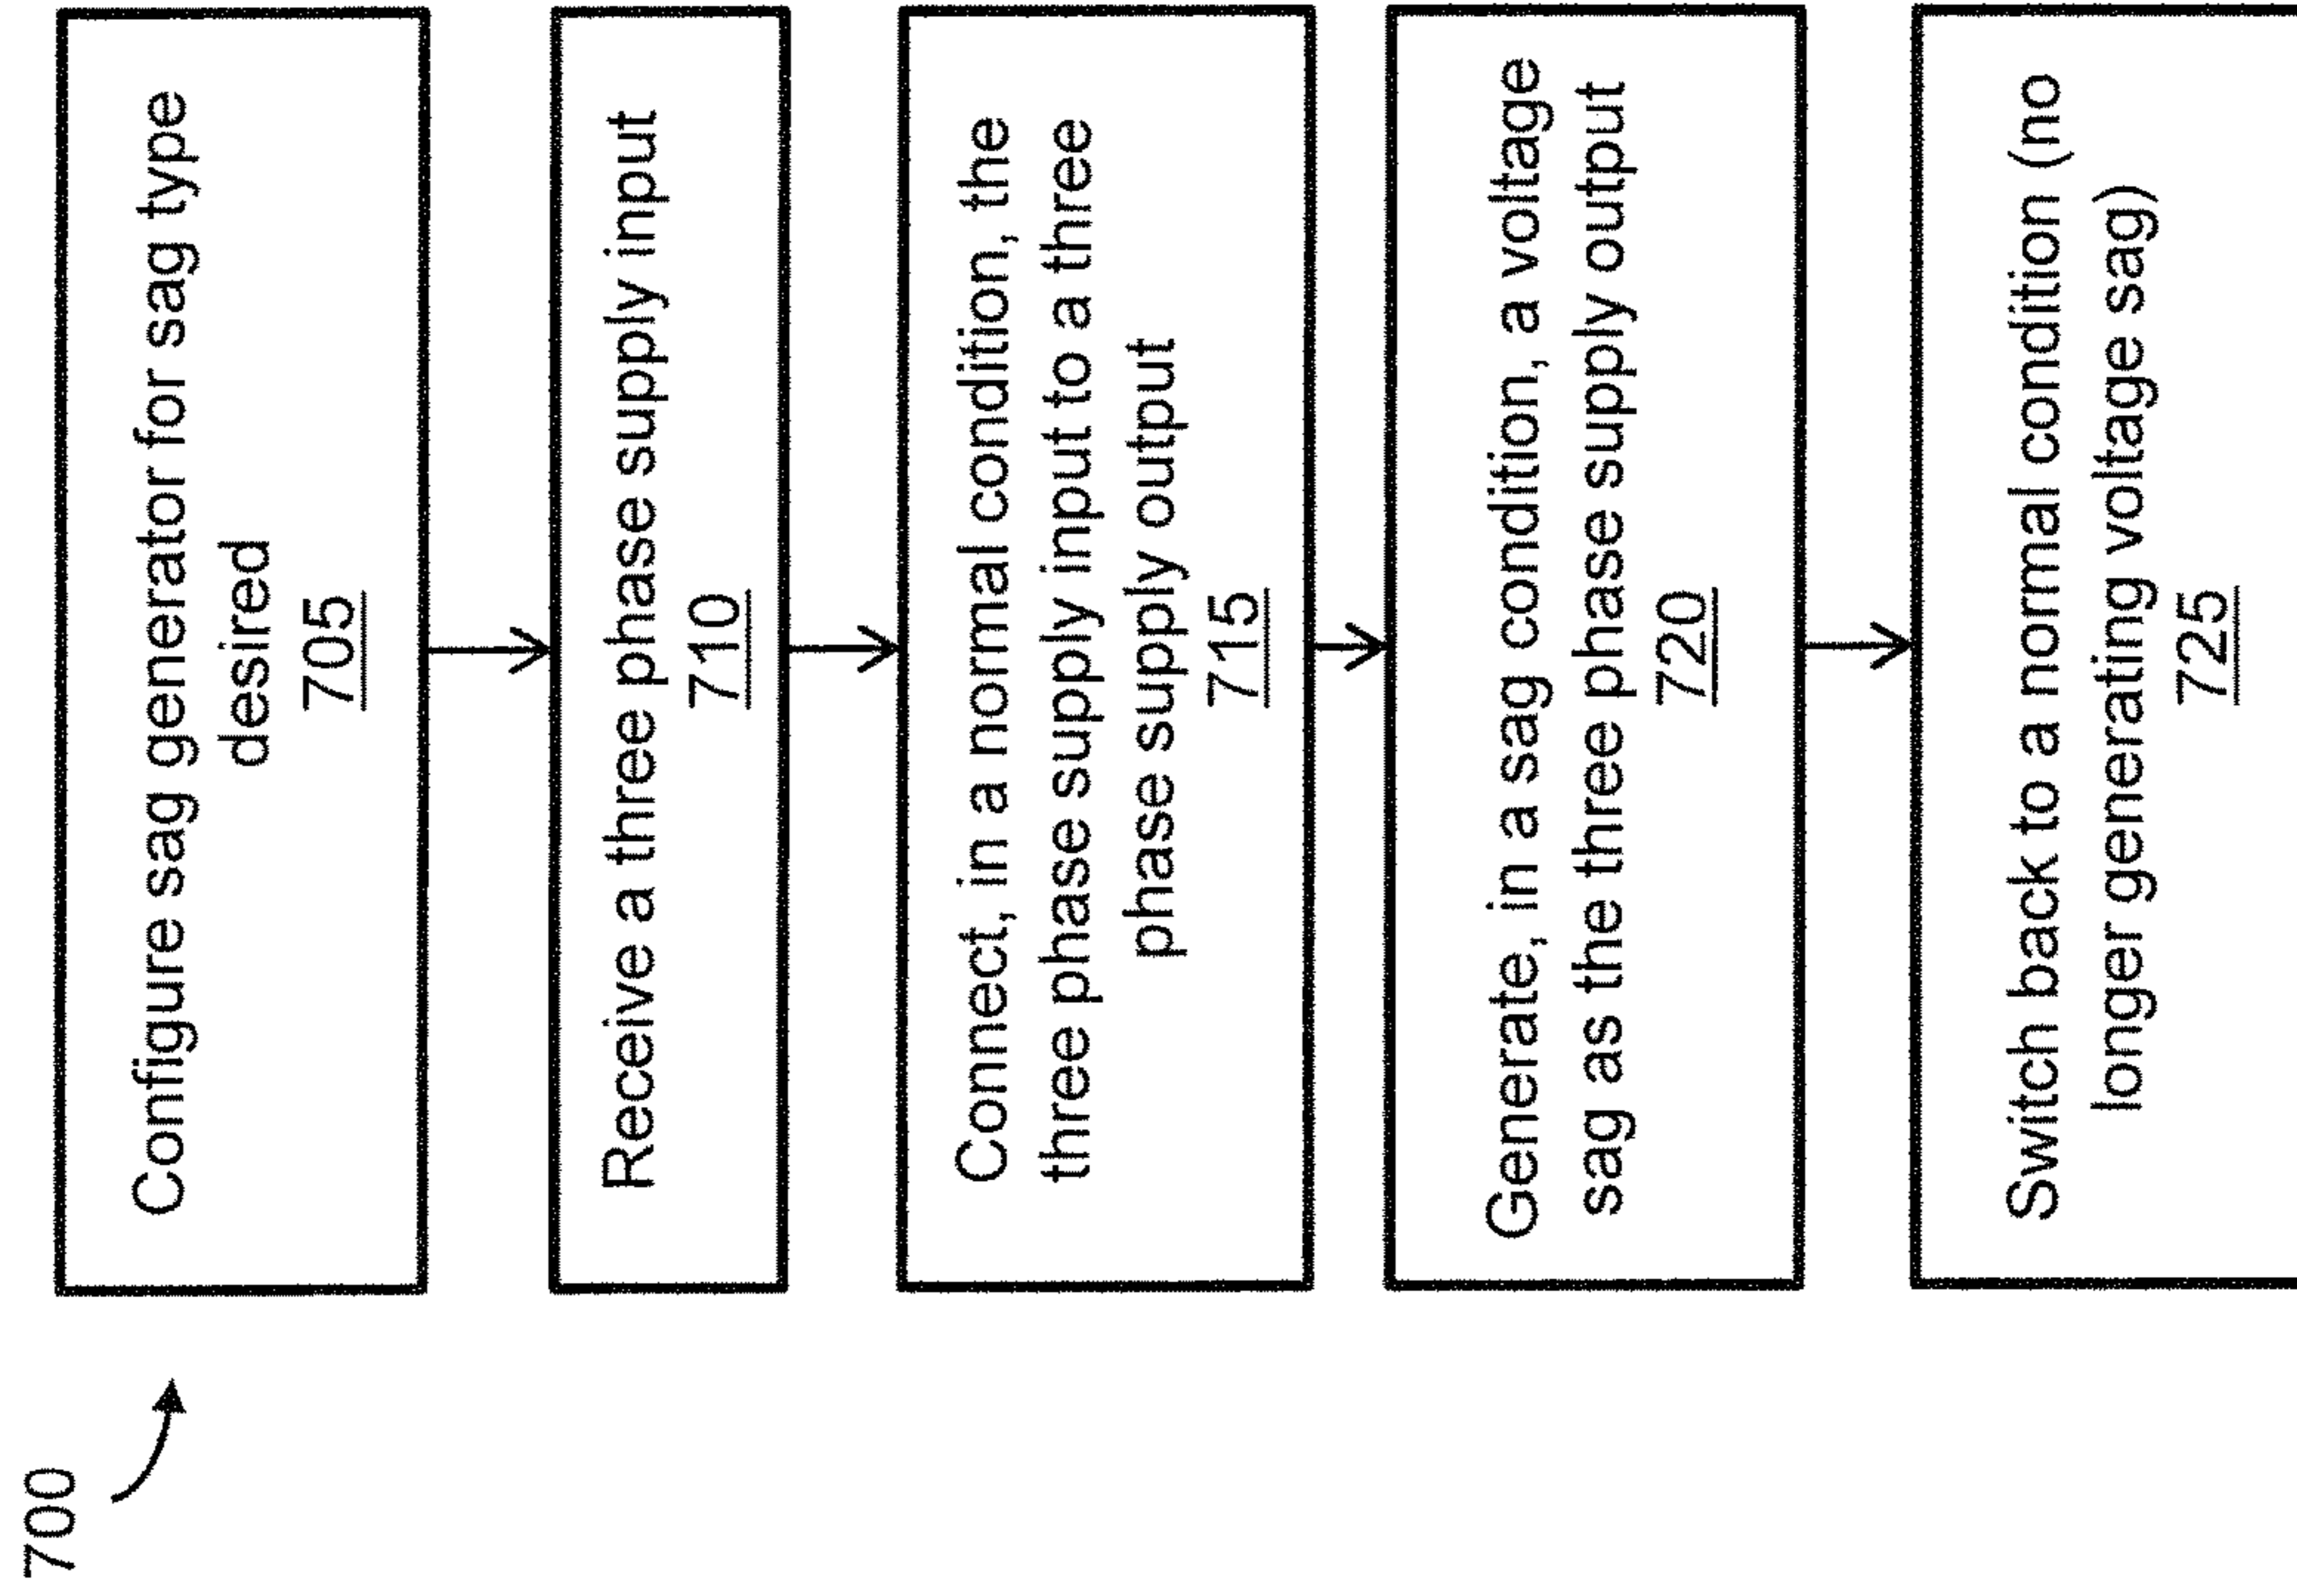 700
Configure sag generator for sag type
desired
705
Receive a three phase supply input
710
Connect, in a normal condition, the
three phase supply input to a three
phase supply output
715
Generate, in a sag condition, a voltage
sag as the three phase supply output
720
Switch back to a normal condition (no
longer generating voltage sag)
725